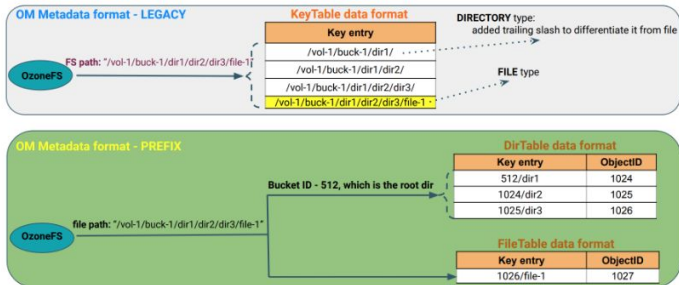 OM Metadata format - LEGACY
KeyTable data format
DIRECTORY type:
added trailing slash to differentiate it from file
Key entry
/vol-1/buck-1/dir1/
FS path: "/vol-1/buck-1/dir1/dir2/dir3/file-1"
/vol-1/buck-1/dir1/dir2/
OzoneFS
/vol-1/buck-1/dir1/dir2/dir3/
FILE type
/vol-1/buck-1/dir1/dir2/dir3/file-1
OM Metadata format - PREFIX
DirTable data format
Key entry ObjectID
Bucket ID - 512, which is the root dir
512/dir1 1024
1024/dir2 1025
1025/dir3 1026
file path: "/vol-1/buck-1/dir1/dir2/dir3/file-1"
OzoneFS
FileTable data format
Key entry ObjectID
1026/file-1 1027